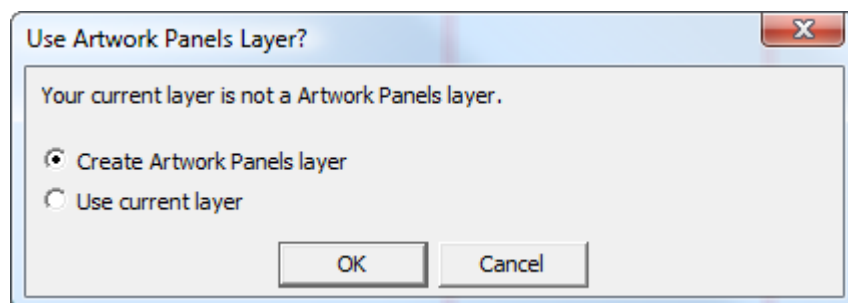 Use Artwork Panels Layer?
Your current layer is not a Artwork Panels layer.
Create Artwork Panels layer
Use current layer
OK Cancel